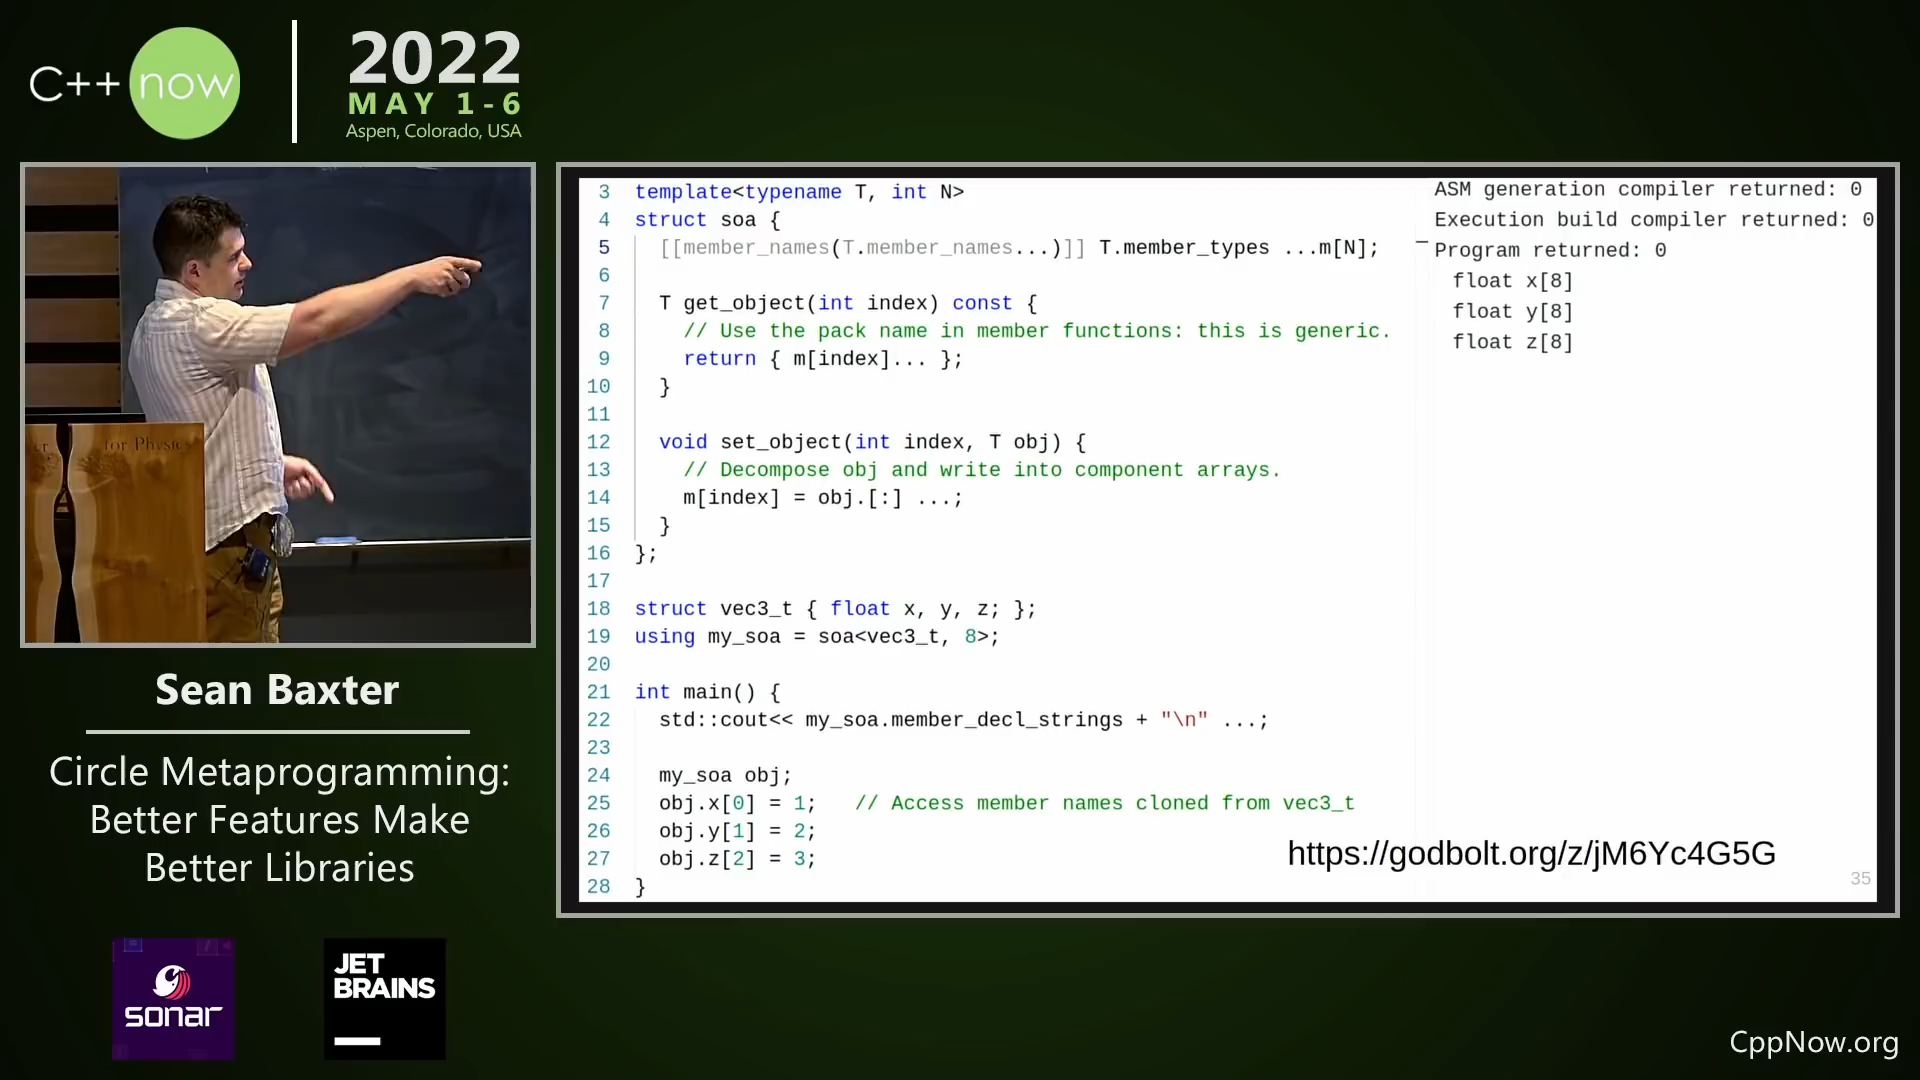 C++ now
2022
MAY 1-6
Aspen, Colorado, USA
for Physics
Sean Baxter
Circle Metaprogramming:
Better Features Make
Better Libraries
sonar
JET
BRAINS
3 template<typename T, int N>
4 struct soa {
5 [[member_names(T.member_names...)]] T.member_types ...m[N];
6
7 T get_object(int index) const {
8 // Use the pack name in member functions: this is generic.
9 return { m[index]... };
10 }
11
12 void set_object(int index, T obj) {
13 // Decompose obj and write into component arrays.
14 m[index] = obj.[:] ...;
15 }
16 };
17
18 struct vec3_t { float x, y, z; };
19 using my_soa = soa<vec3_t, 8>;
20
21 int main() {
22 std::cout<< my_soa.member_decl_strings + "\n" ...;
23
24 my_soa obj;
25 obj.x[0] = 1; // Access member names cloned from vec3_t
26 obj.y[1] = 2;
27 obj.z[2] = 3;
28 }
ASM generation compiler returned: 0
Execution build compiler returned: 0
Program returned: 0
float x[8]
float y[8]
float z[8]
https://godbolt.org/z/jM6Yc4G5G
35
CppNow.org